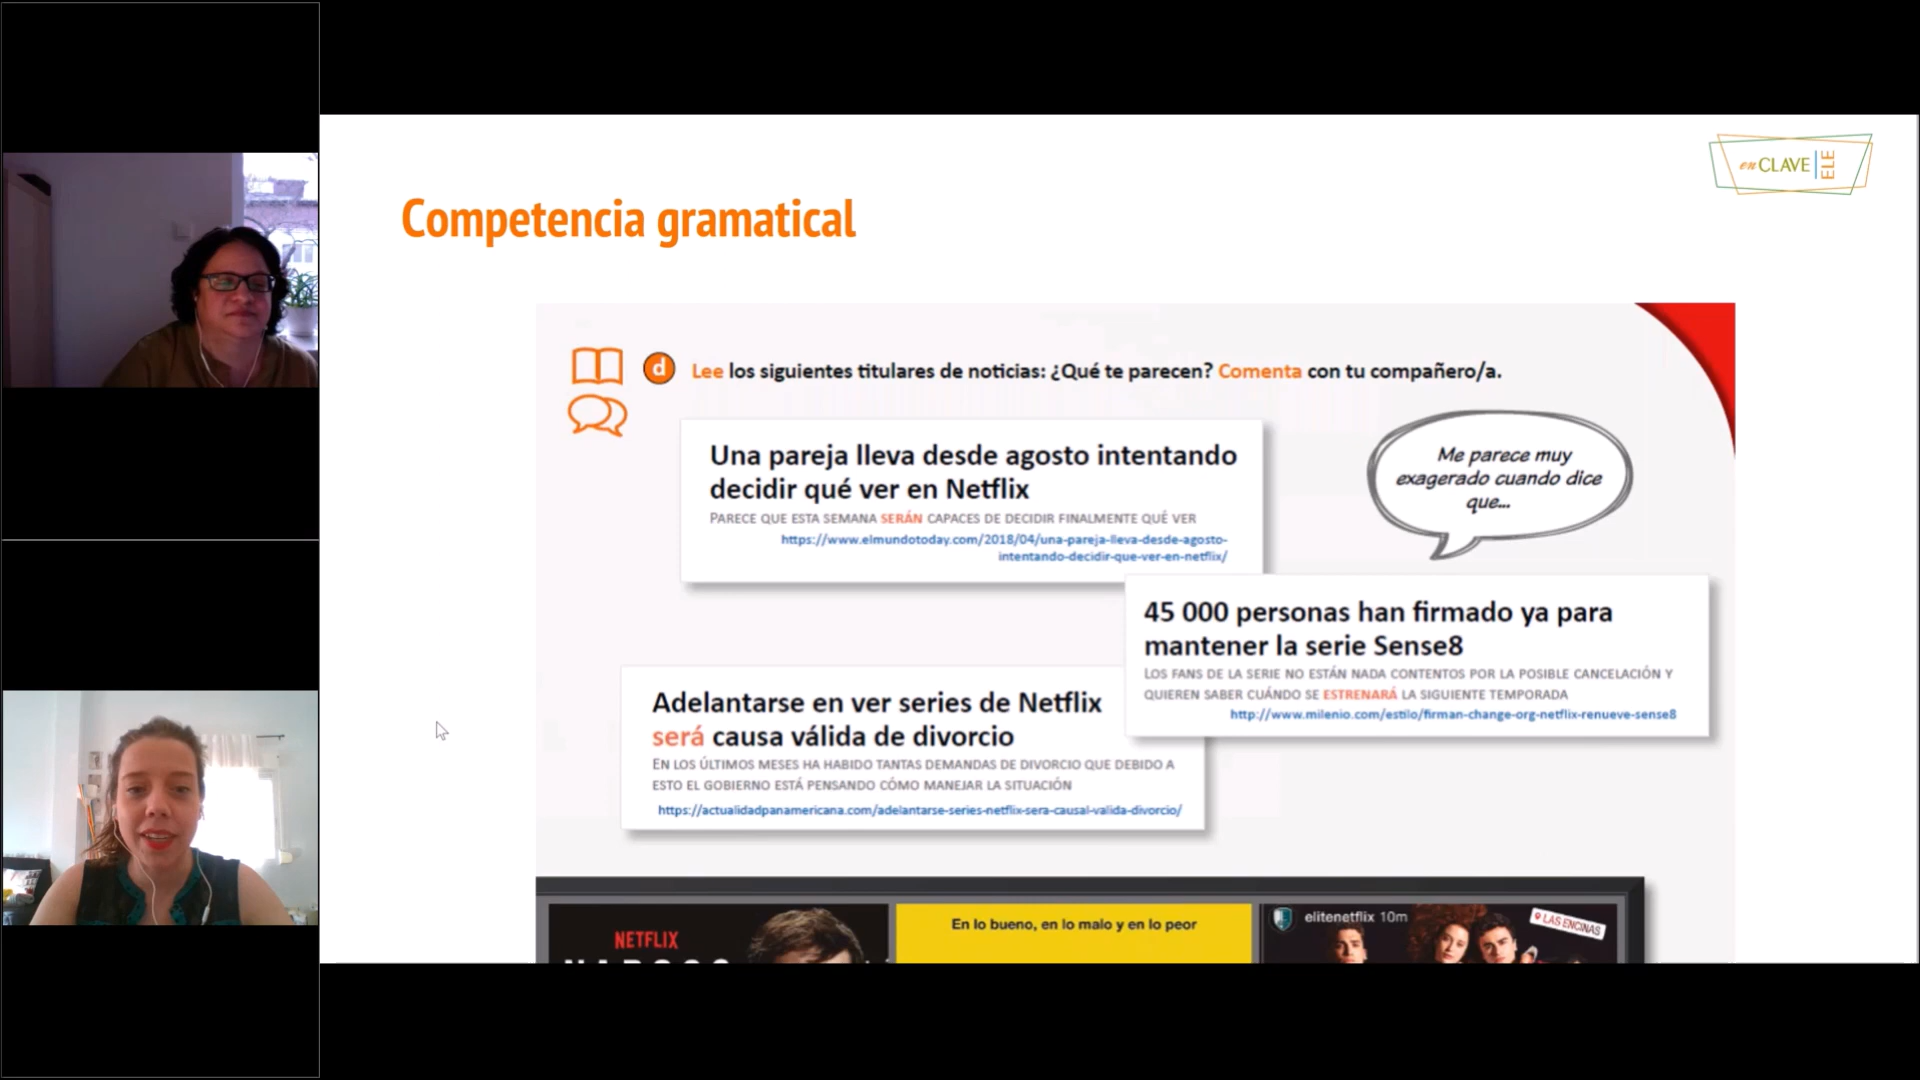 en CLAVE ELE
Competencia gramatical
d Lee los siguientes titulares de noticias: ¿Qué te parecen? Comenta con tu compañero/a.
Una pareja lleva desde agosto intentando
decidir qué ver en Netflix
PARECE QUE ESTA SEMANA SERÁN CAPACES DE DECIDIR FINALMENTE QUÉ VER
https://www.elmundotoday.com/2018/04/una-pareja-lleva-desde-agosto-
intentando-decidir-que-ver-en-netflix/
Me parece muy
exagerado cuando dice
que...
45 000 personas han firmado ya para
mantener la serie Sense8
LOS FANS DE LA SERIE NO ESTÁN NADA CONTENTOS POR LA POSIBLE CANCELACIÓN Y
QUIEREN SABER CUÁNDO SE ESTRENARÁ LA SIGUIENTE TEMPORADA
http://www.milenio.com/estilo/firman-change-org-netflix-renueve-sense8
Adelantarse en ver series de Netflix
será causa válida de divorcio
EN LOS ÚLTIMOS MESES HA HABIDO TANTAS DEMANDAS DE DIVORCIO QUE DEBIDO A
ESTO EL GOBIERNO ESTÁ PENSANDO CÓMO MANEJAR LA SITUACIÓN
https://actualidadpanamericana.com/adelantarse-series-netflix-sera-causal-valida-divorcio/
NETFLIX
En lo bueno, en lo malo y en lo peor
elitenetflix 10m
LAS ENCINAS